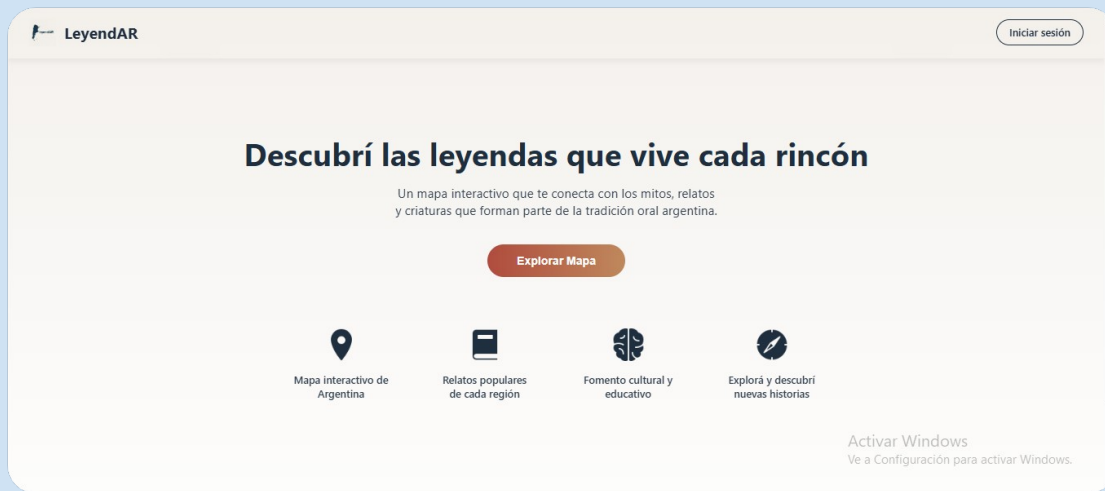 LeyendAR
Iniciar sesión
Descubrí las leyendas que vive cada rincón
Un mapa interactivo que te conecta con los mitos, relatos
y criaturas que forman parte de la tradición oral argentina.
Explorar Mapa
Mapa interactivo de
Argentina
Relatos populares
de cada región
Fomento cultural y
educativo
Explorá y descubrí
nuevas historias
Activar Windows
Ve a Configuración para activar Windows.